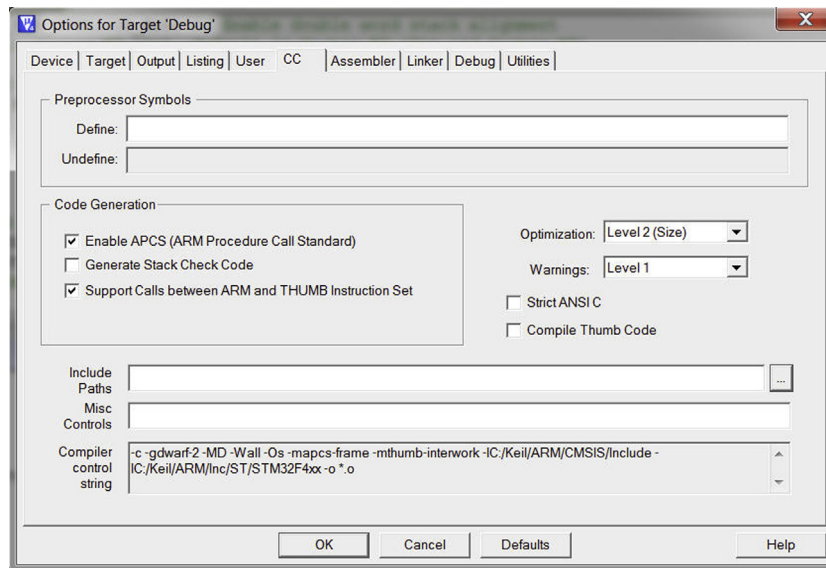 Options for Target 'Debug'
Device Target Output Listing User CC Assembler Linker Debug Utilities
Preprocessor Symbols
Define:
Undefine:
Code Generation
Enable APCS (ARM Procedure Call Standard)
Generate Stack Check Code
Support Calls between ARM and THUMB Instruction Set
Optimization: Level 2 (Size)
Warnings: Level 1
Strict ANSI C
Compile Thumb Code
Include
Paths
...
Misc
Controls
Compiler
control
string
-c -gdwarf-2 -MD -Wall -Os -mapcs-frame -mthumb-interwork -IC:/Keil/ARM/CMSIS/Include -
IC:/Keil/ARM/Inc/ST/STM32F4xx -o *.o
OK Cancel Defaults Help